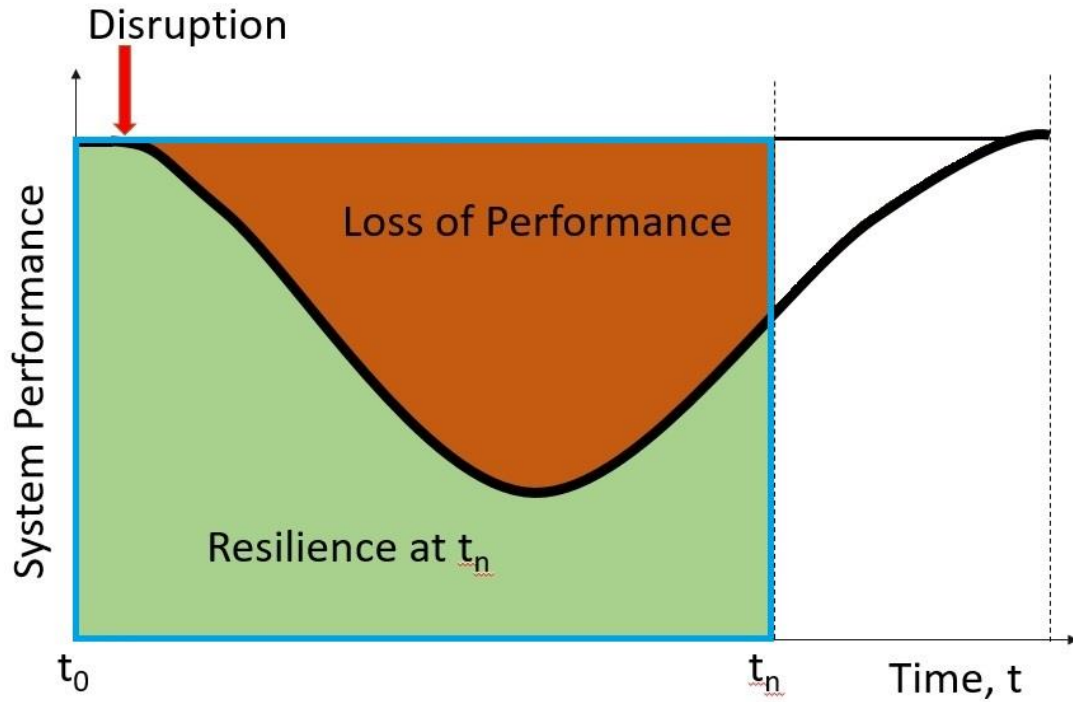 Disruption
System Performance
Loss of Performance
Resilience at tₙ
t₀
tₙ
Time, t